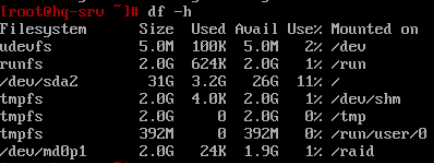 [root@hq-srv ~]# df -h
Filesystem Size Used Avail Use% Mounted on
udevfs 5.0M 100K 5.0M 2% /dev
runfs 2.0G 624K 2.0G 1% /run
/dev/sda2 31G 3.2G 26G 11% /
tmpfs 2.0G 4.0K 2.0G 1% /dev/shm
tmpfs 2.0G 0 2.0G 0% /tmp
tmpfs 392M 0 392M 0% /run/user/0
/dev/md0p1 2.0G 24K 1.9G 1% /raid